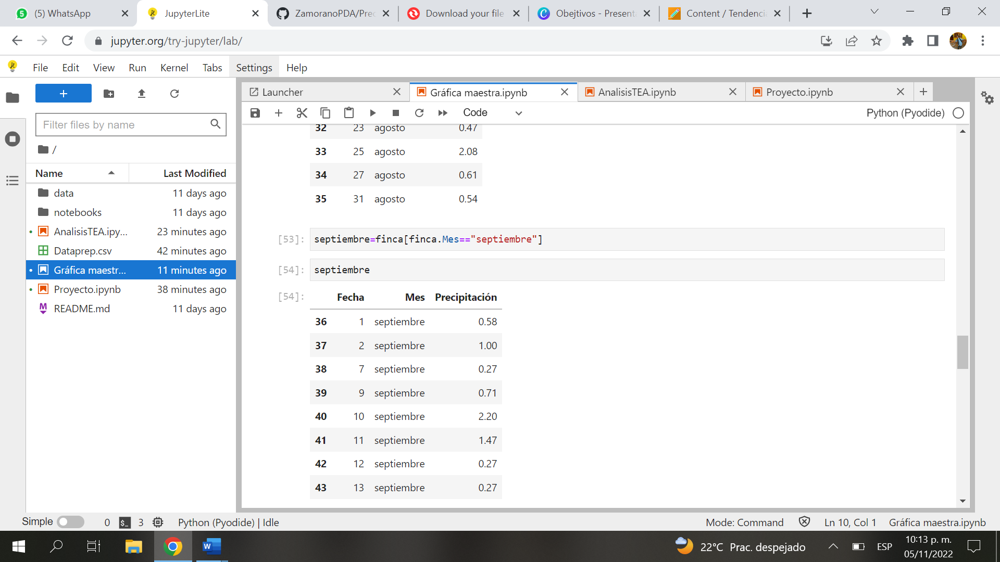 (5) WhatsApp
JupyterLite
ZamoranoPDA/Prec
Download your file
Obejtivos - Present
Content / Tendenci
jupyter.org/try-jupyter/lab/
File Edit View Run Kernel Tabs Settings Help
Launcher
Gráfica maestra.ipynb
AnalisisTEA.ipynb
Proyecto.ipynb
Code
Python (Pyodide)
Filter files by name
/
Name Last Modified
data 11 days ago
notebooks 11 days ago
AnalisisTEA.ipy... 23 minutes ago
Dataprep.csv 42 minutes ago
Gráfica maestr... 11 minutes ago
Proyecto.ipynb 38 minutes ago
README.md 11 days ago
32 23 agosto 0.47
33 25 agosto 2.08
34 27 agosto 0.61
35 31 agosto 0.54
[53]: septiembre=finca[finca.Mes=="septiembre"]
[54]: septiembre
[54]:
Fecha Mes Precipitación
36 1 septiembre 0.58
37 2 septiembre 1.00
38 7 septiembre 0.27
39 9 septiembre 0.71
40 10 septiembre 2.20
41 11 septiembre 1.47
42 12 septiembre 0.27
43 13 septiembre 0.27
Simple 0 $_ 3 Python (Pyodide) | Idle
Mode: Command Ln 10, Col 1 Gráfica maestra.ipynb
22°C Prac. despejado ESP
10:13 p. m.
05/11/2022